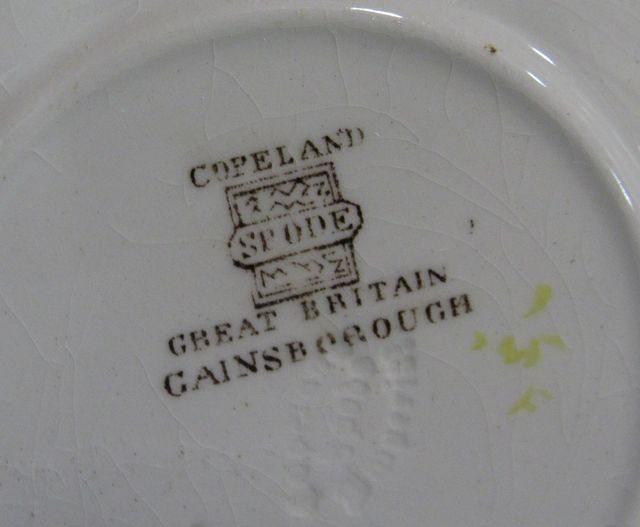 COPELAND
SPODE
GREAT BRITAIN
GAINSBOROUGH